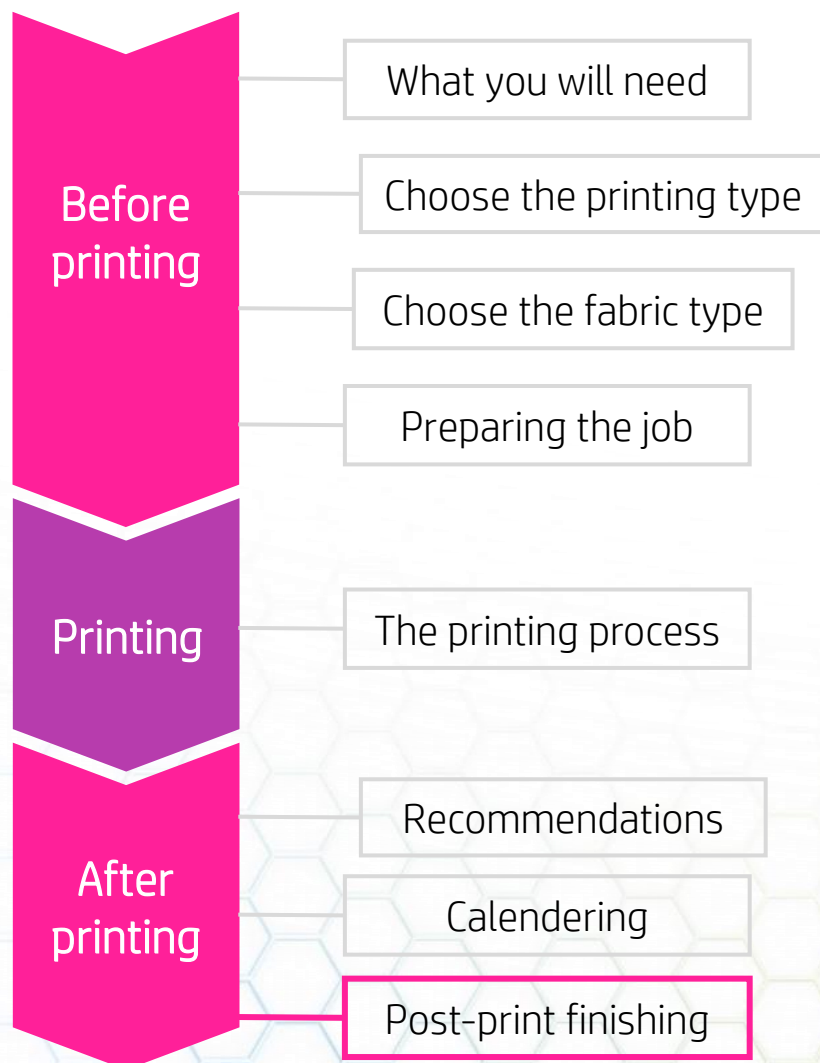 Before
printing
What you will need
Choose the printing type
Choose the fabric type
Preparing the job
Printing
The printing process
After
printing
Recommendations
Calendering
Post-print finishing